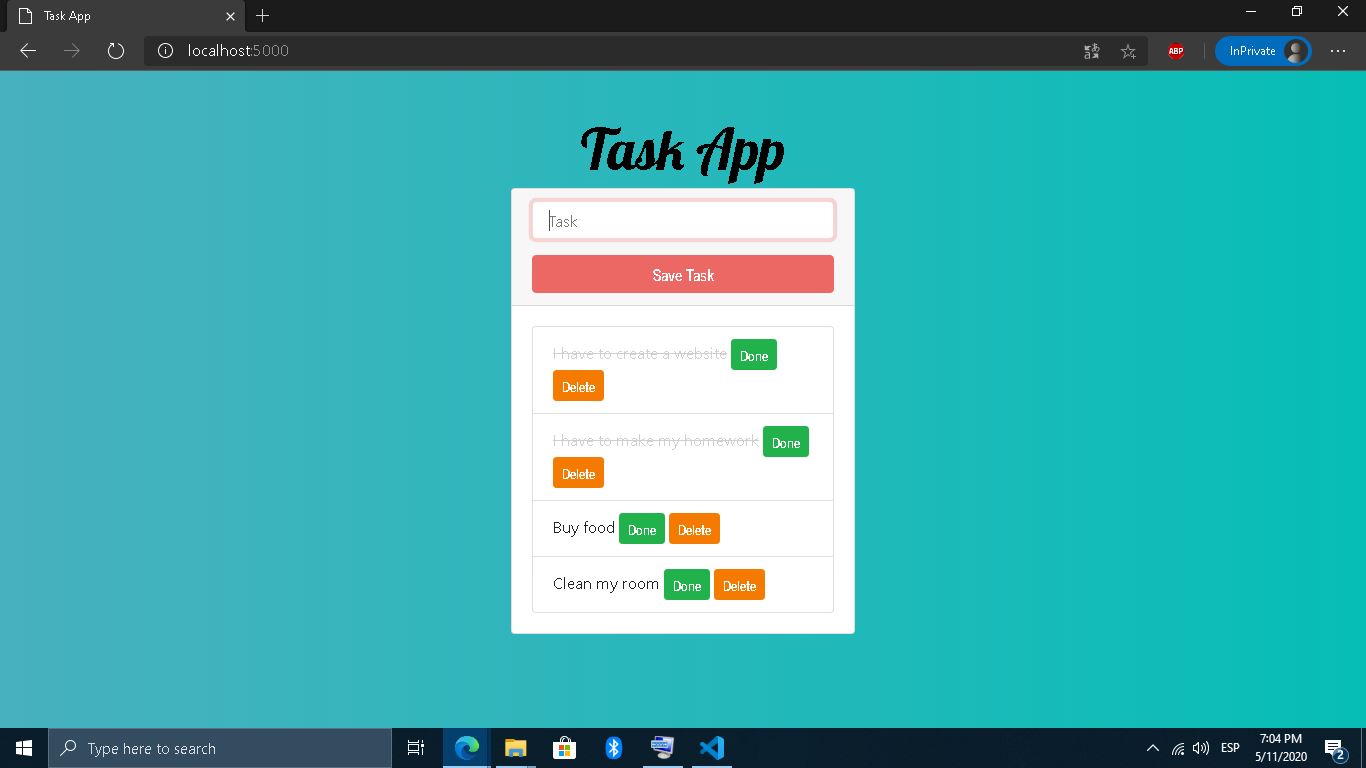 Task App
localhost:5000
ABP
InPrivate
Task App
Task
Save Task
I have to create a website Done
Delete
I have to make my homework Done
Delete
Buy food Done Delete
Clean my room Done Delete
Type here to search
ESP
7:04 PM
5/11/2020
2